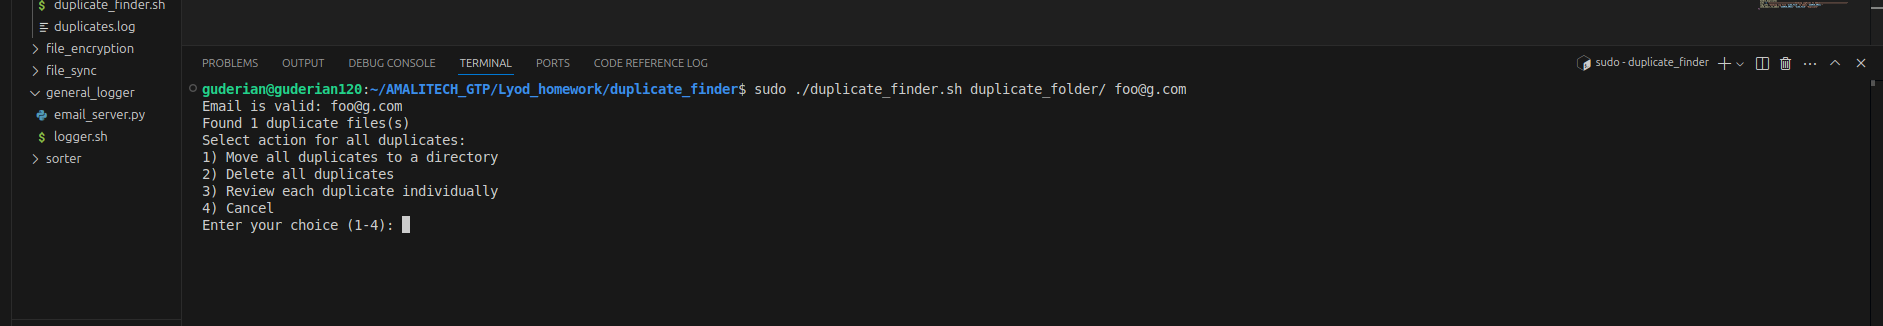 duplicate_finder.sh
duplicates.log
file_encryption
file_sync
general_logger
email_server.py
logger.sh
sorter
PROBLEMS OUTPUT DEBUG CONSOLE TERMINAL PORTS CODE REFERENCE LOG
sudo - duplicate_finder
guderian@guderian120:~/AMALITECH_GTP/Lyod_homework/duplicate_finder$ sudo ./duplicate_finder.sh duplicate_folder/ foo@g.com
Email is valid: foo@g.com
Found 1 duplicate files(s)
Select action for all duplicates:
1) Move all duplicates to a directory
2) Delete all duplicates
3) Review each duplicate individually
4) Cancel
Enter your choice (1-4):